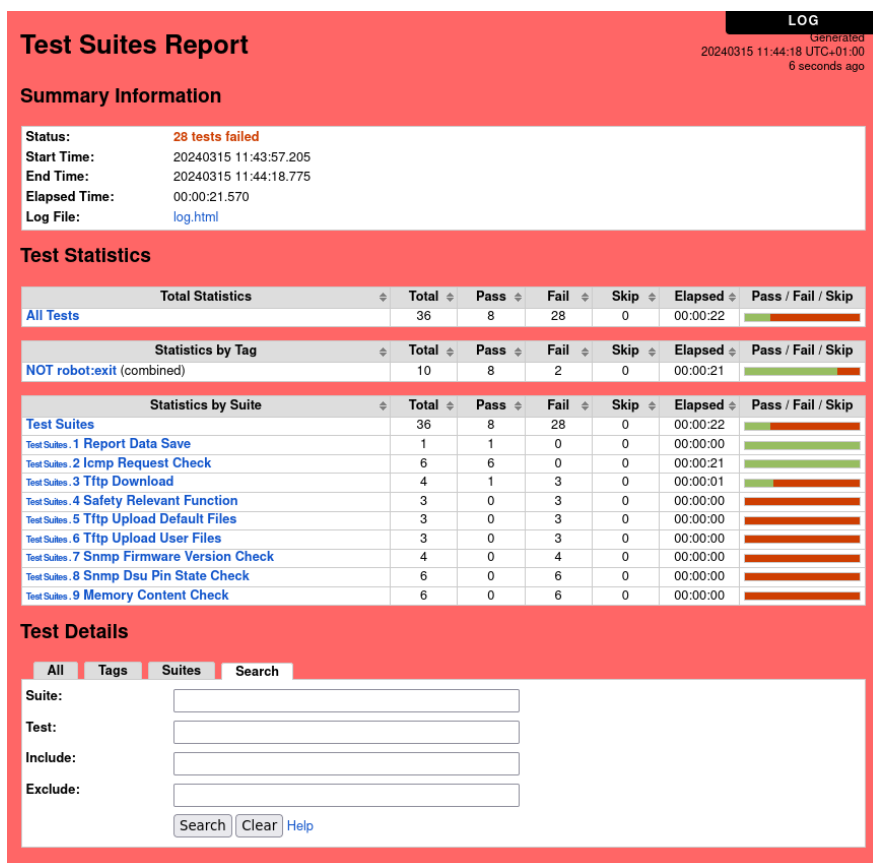 LOG
Test Suites Report
Generated
20240315 11:44:18 UTC+01:00
6 seconds ago
Summary Information
Status: 28 tests failed
Start Time: 20240315 11:43:57.205
End Time: 20240315 11:44:18.775
Elapsed Time: 00:00:21.570
Log File: log.html
Test Statistics
Total Statistics Total Pass Fail Skip Elapsed Pass / Fail / Skip
All Tests 36 8 28 0 00:00:22
Statistics by Tag Total Pass Fail Skip Elapsed Pass / Fail / Skip
NOT robot:exit (combined) 10 8 2 0 00:00:21
Statistics by Suite Total Pass Fail Skip Elapsed Pass / Fail / Skip
Test Suites 36 8 28 0 00:00:22
Test Suites . 1 Report Data Save 1 1 0 0 00:00:00
Test Suites . 2 Icmp Request Check 6 6 0 0 00:00:21
Test Suites . 3 Tftp Download 4 1 3 0 00:00:01
Test Suites . 4 Safety Relevant Function 3 0 3 0 00:00:00
Test Suites . 5 Tftp Upload Default Files 3 0 3 0 00:00:00
Test Suites . 6 Tftp Upload User Files 3 0 3 0 00:00:00
Test Suites . 7 Snmp Firmware Version Check 4 0 4 0 00:00:00
Test Suites . 8 Snmp Dsu Pin State Check 6 0 6 0 00:00:00
Test Suites . 9 Memory Content Check 6 0 6 0 00:00:00
Test Details
All Tags Suites Search
Suite:
Test:
Include:
Exclude:
Search Clear Help